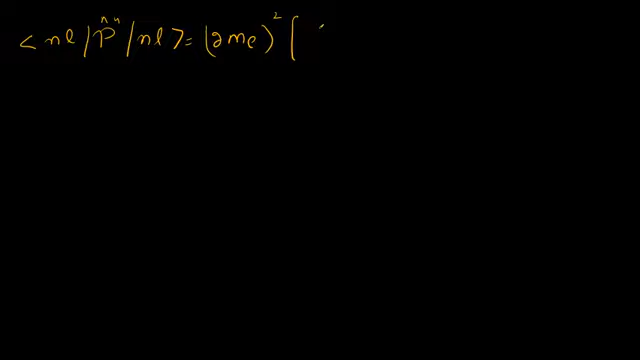 < nl | p̂⁴ | nl > = (2me)² [